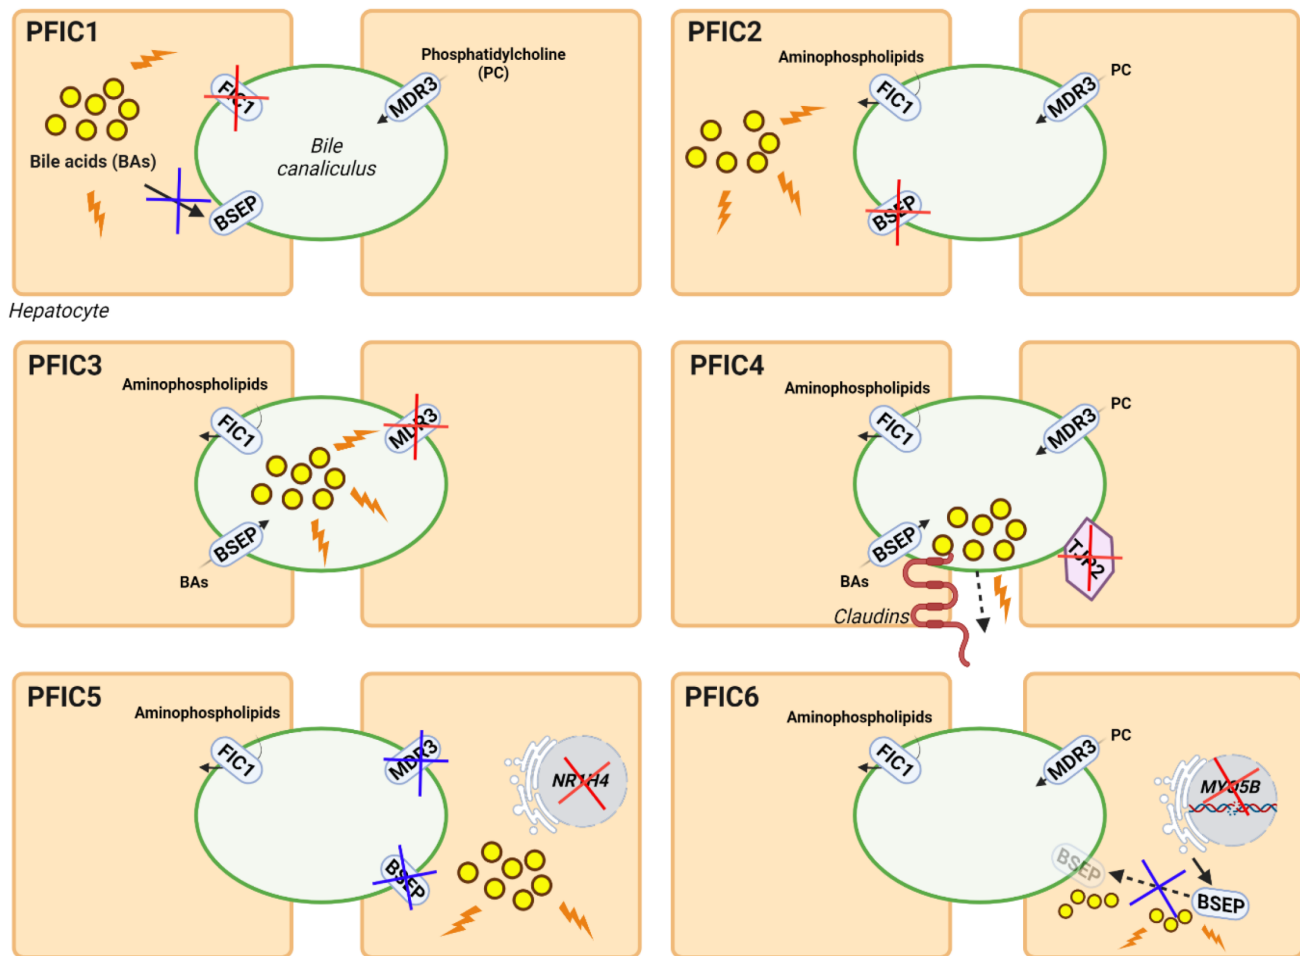 PFIC1
FIC1
Phosphatidylcholine
(PC)
MDR3
Bile acids (BAs)
Bile
canaliculus
BSEP
Hepatocyte
PFIC2
Aminophospholipids
FIC1
PC
MDR3
BSEP
PFIC3
Aminophospholipids
FIC1
MDR3
BSEP
BAs
PFIC4
Aminophospholipids
FIC1
PC
MDR3
BSEP
BAs
Claudins
TJP2
PFIC5
Aminophospholipids
FIC1
MDR3
NR1H4
BSEP
PFIC6
Aminophospholipids
FIC1
PC
MDR3
MYO5B
BSEP
BSEP